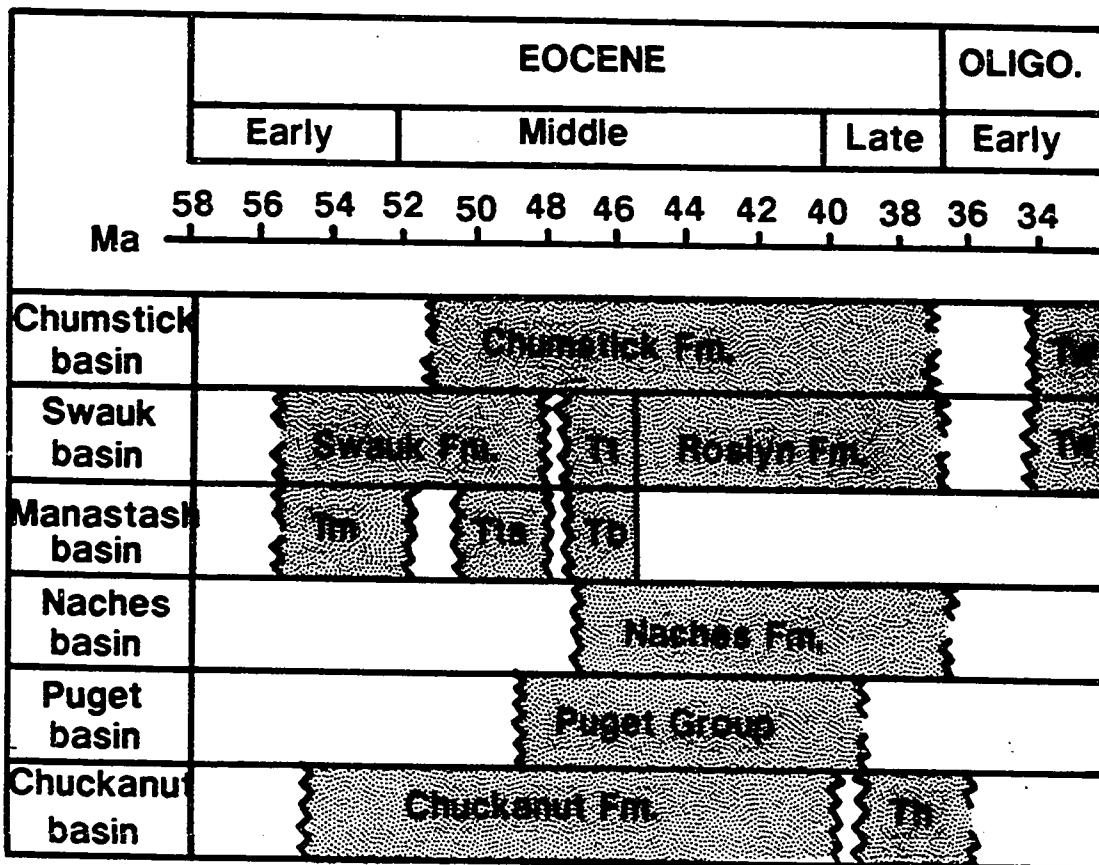 EOCENE OLIGO.
Early Middle Late Early
58 56 54 52 50 48 46 44 42 40 38 36 34
Ma
Chumstick
basin
Chumstick Fm.
Swauk
basin
Swauk Fm. Tt Roslyn Fm.
Manastash
basin
Tm Tta Tb
Naches
basin
Naches Fm.
Puget
basin
Puget Group
Chuckanut
basin
Chuckanut Fm. Th